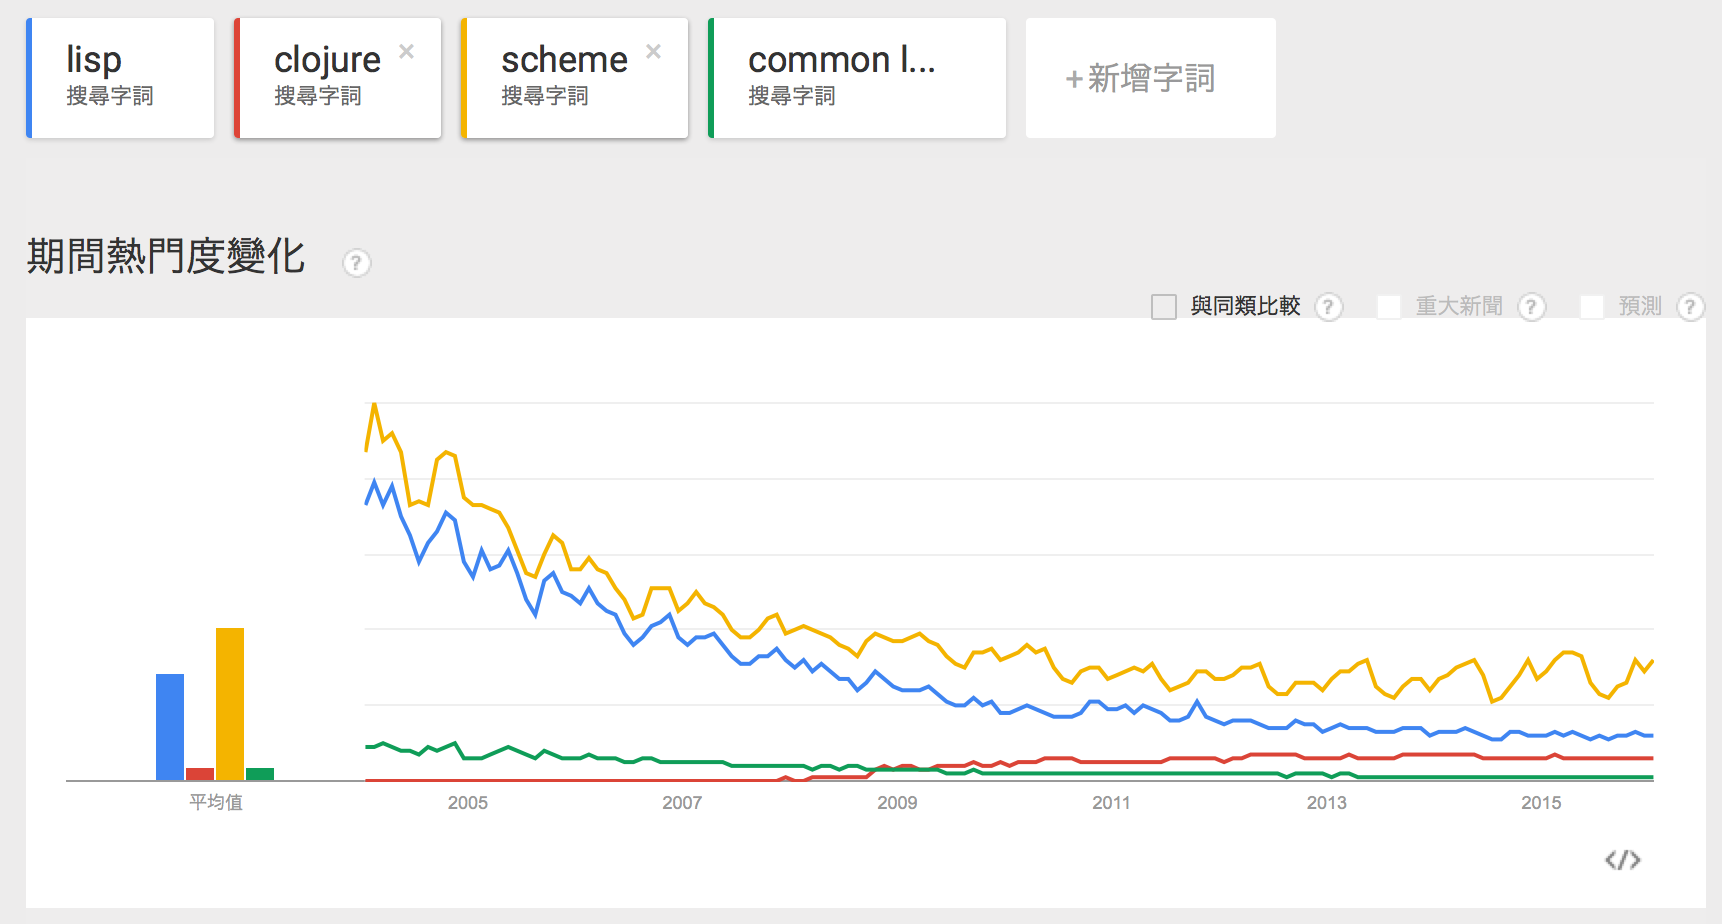 lisp
搜尋字詞
clojure ×
搜尋字詞
scheme ×
搜尋字詞
common l...
搜尋字詞
+新增字詞
期間熱門度變化 ?
與同類比較 ? 重大新聞 ? 預測 ?
平均值 2005 2007 2009 2011 2013 2015
</>